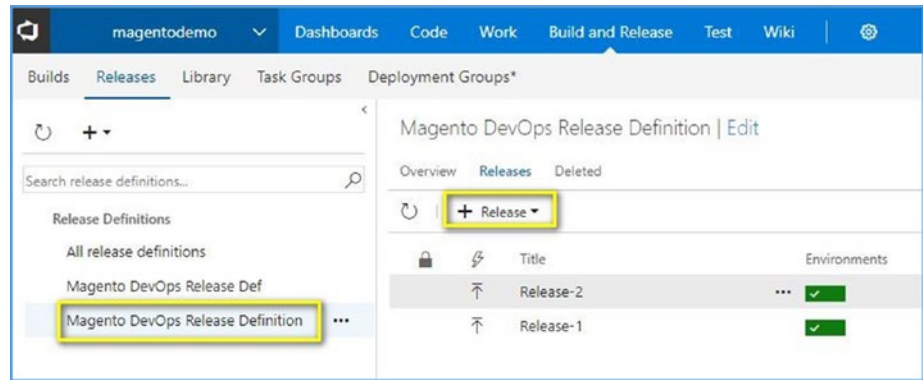 magentodemo Dashboards Code Work Build and Release Test Wiki
Builds Releases Library Task Groups Deployment Groups*
+
Search release definitions...
Release Definitions
All release definitions
Magento DevOps Release Def
Magento DevOps Release Definition ...
Magento DevOps Release Definition | Edit
Overview Releases Deleted
+ Release
Title Environments
Release-2 ...
Release-1